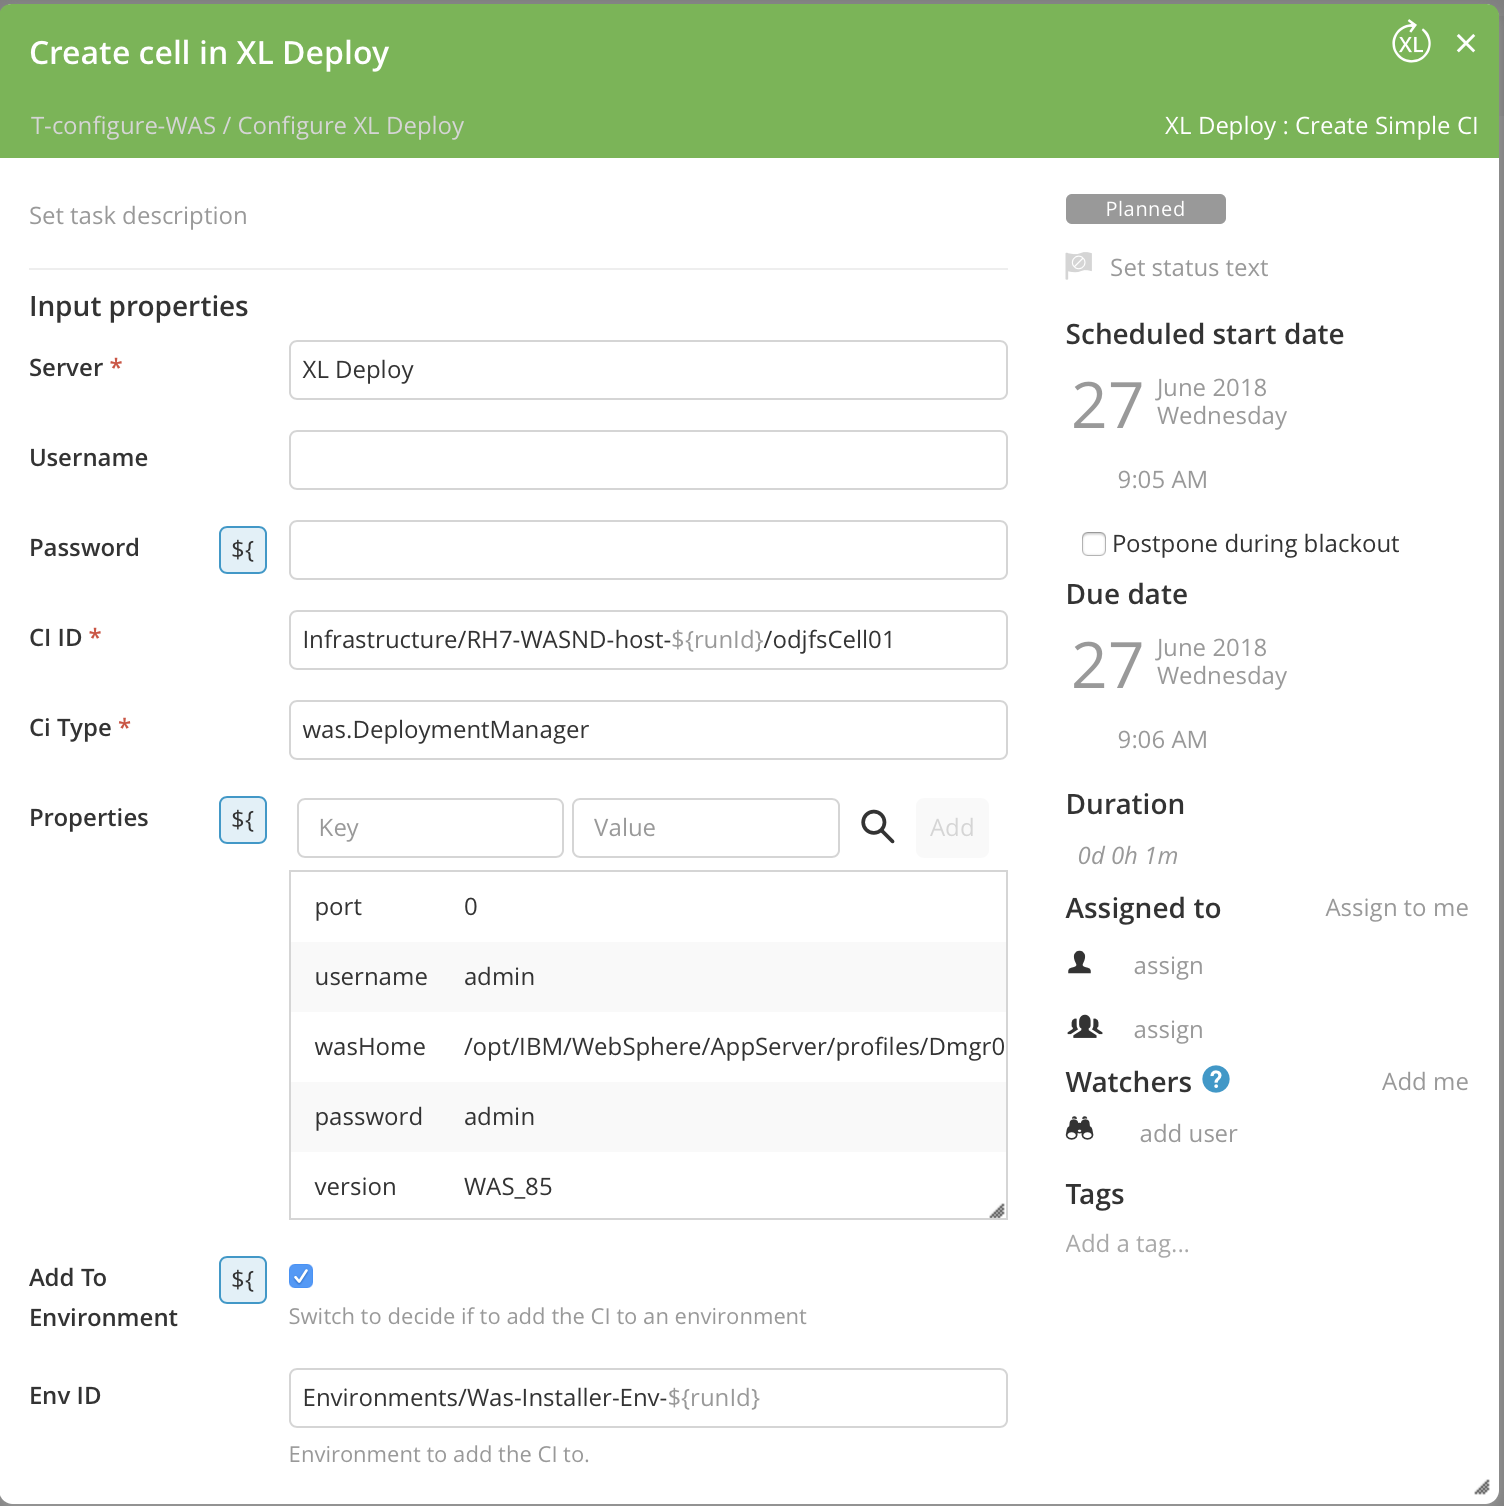 Create cell in XL Deploy
XL
T-configure-WAS / Configure XL Deploy
XL Deploy : Create Simple CI
Set task description
Input properties
Server *
XL Deploy
Username
Password
${
CI ID *
Infrastructure/RH7-WASND-host-${runId}/odjfsCell01
Ci Type *
was.DeploymentManager
Properties
${
Key
Value
Add
port 0
username admin
wasHome /opt/IBM/WebSphere/AppServer/profiles/Dmgr0
password admin
version WAS_85
Add To
Environment
${
Switch to decide if to add the CI to an environment
Env ID
Environments/Was-Installer-Env-${runId}
Environment to add the CI to.
Planned
Set status text
Scheduled start date
27
June 2018
Wednesday
9:05 AM
Postpone during blackout
Due date
27
June 2018
Wednesday
9:06 AM
Duration
0d 0h 1m
Assigned to
Assign to me
assign
assign
Watchers ?
Add me
add user
Tags
Add a tag...